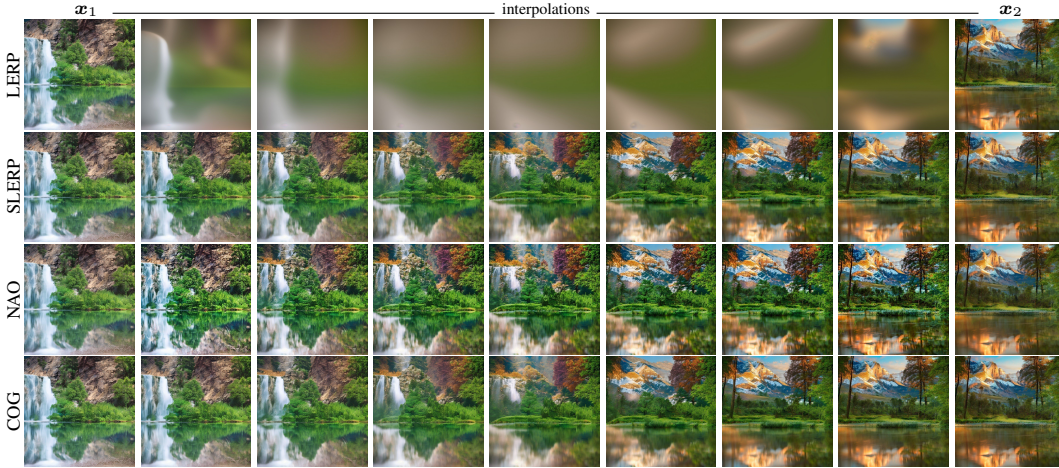 x₁ interpolations x₂
LERP
SLERP
NAO
COG